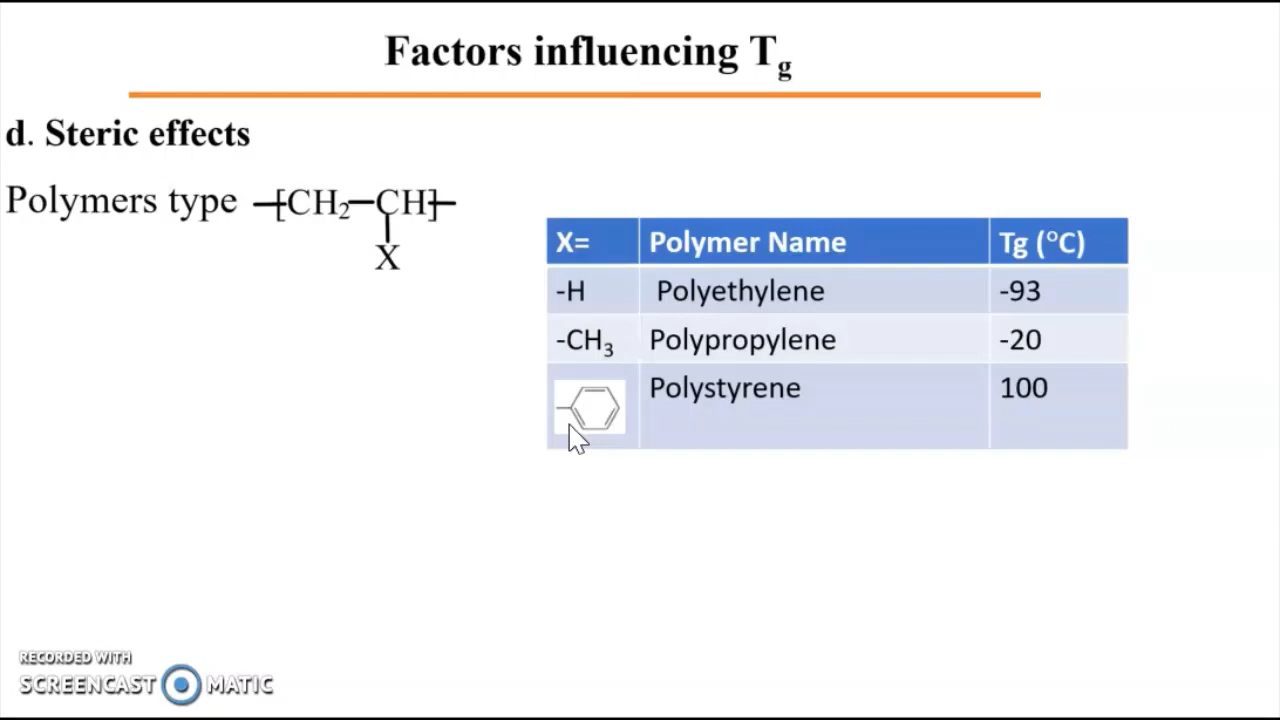 Factors influencing Tg
d. Steric effects
Polymers type -[CH2-CH]-
X
X= Polymer Name Tg (°C)
-H Polyethylene -93
-CH3 Polypropylene -20
Polystyrene 100
RECORDED WITH
SCREENCAST MATIC